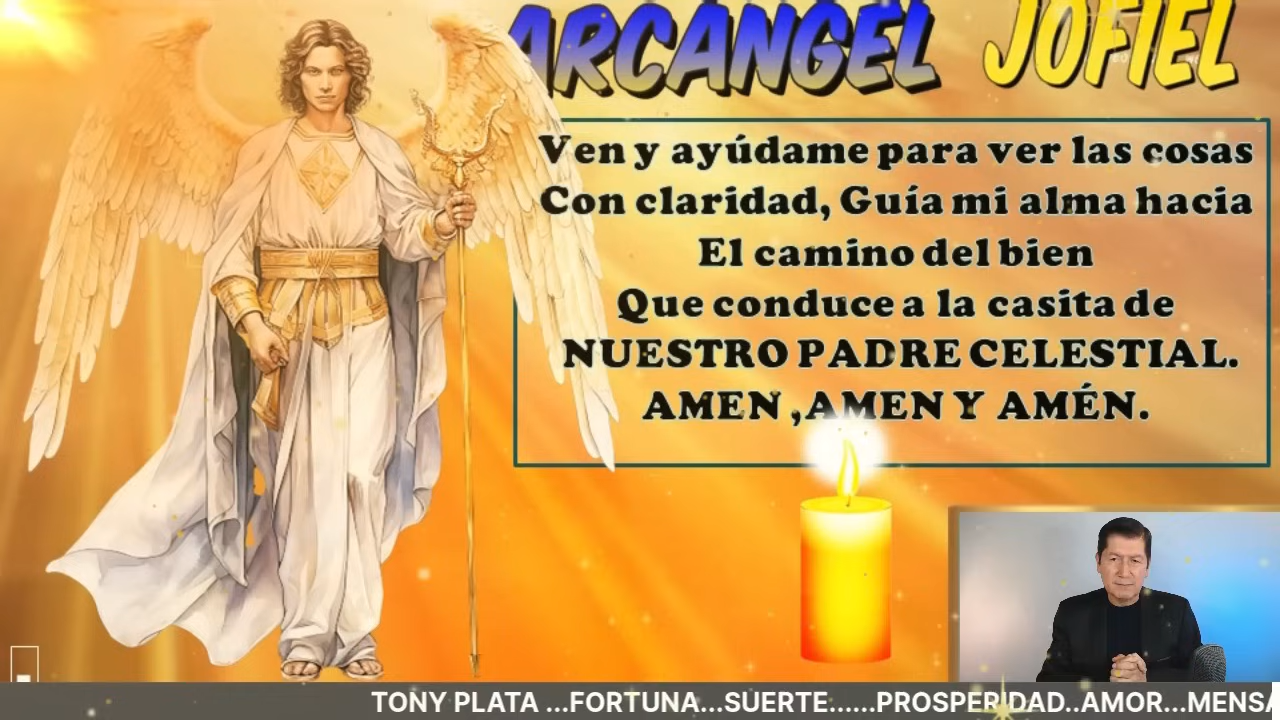 ARCANGEL JOFIEL
Ven y ayúdame para ver las cosas
Con claridad, Guía mi alma hacia
El camino del bien
Que conduce a la casita de
NUESTRO PADRE CELESTIAL.
AMEN ,AMEN Y AMÉN.
TONY PLATA ...FORTUNA...SUERTE......PROSPERIDAD..AMOR...MENSA